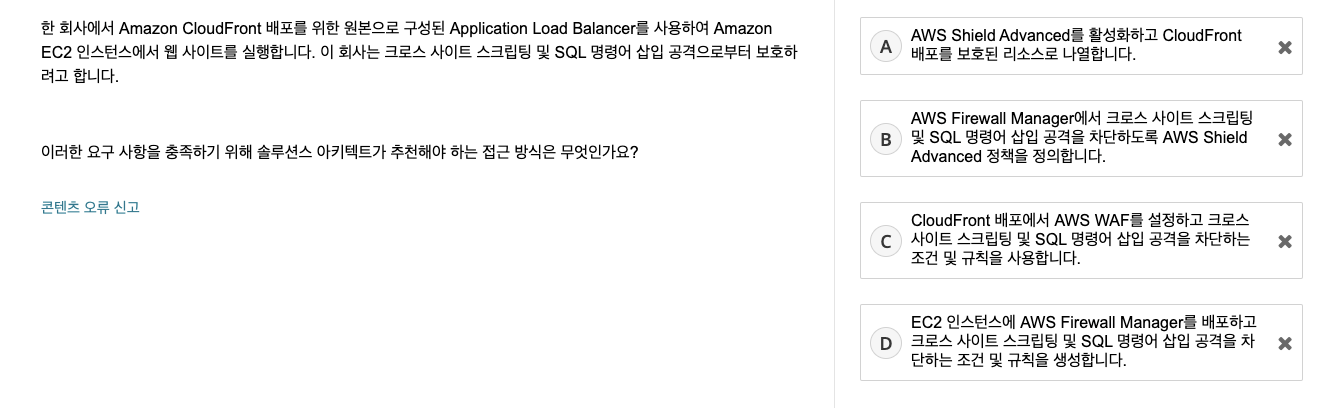 한 회사에서 Amazon CloudFront 배포를 위한 원본으로 구성된 Application Load Balancer를 사용하여 Amazon
EC2 인스턴스에서 웹 사이트를 실행합니다. 이 회사는 크로스 사이트 스크립팅 및 SQL 명령어 삽입 공격으로부터 보호하
려고 합니다.
이러한 요구 사항을 충족하기 위해 솔루션스 아키텍트가 추천해야 하는 접근 방식은 무엇인가요?
콘텐츠 오류 신고
A
AWS Shield Advanced를 활성화하고 CloudFront
배포를 보호된 리소스로 나열합니다.
B
AWS Firewall Manager에서 크로스 사이트 스크립팅
및 SQL 명령어 삽입 공격을 차단하도록 AWS Shield
Advanced 정책을 정의합니다.
C
CloudFront 배포에서 AWS WAF를 설정하고 크로스
사이트 스크립팅 및 SQL 명령어 삽입 공격을 차단하는
조건 및 규칙을 사용합니다.
D
EC2 인스턴스에 AWS Firewall Manager를 배포하고
크로스 사이트 스크립팅 및 SQL 명령어 삽입 공격을 차
단하는 조건 및 규칙을 생성합니다.